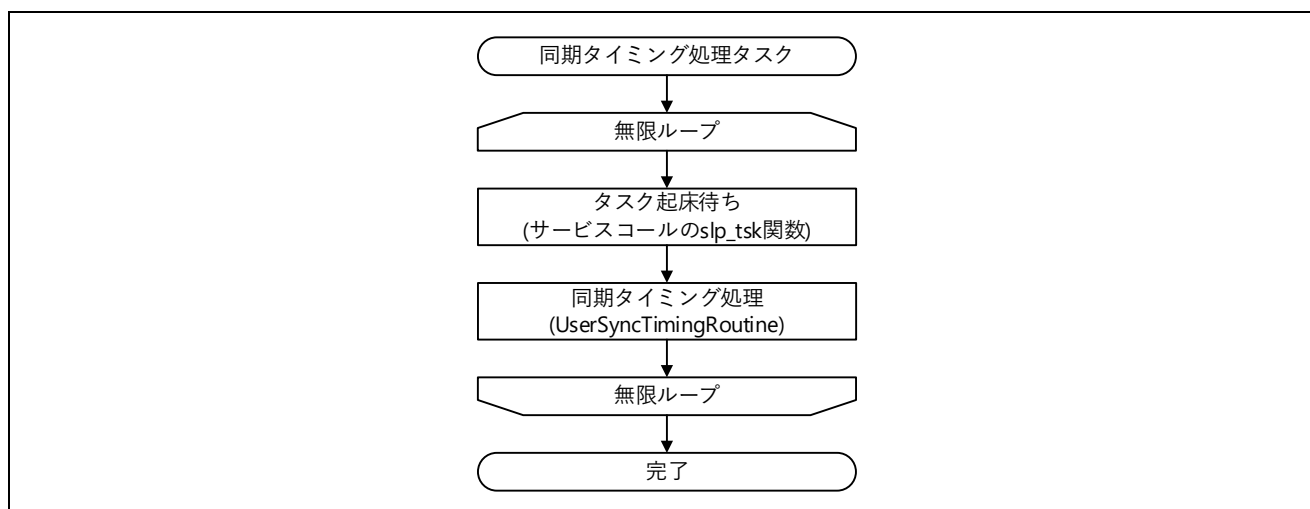 同期タイミング処理タスク
無限ループ
タスク起床待ち
(サービスコールのslp_tsk関数)
同期タイミング処理
(UserSyncTimingRoutine)
無限ループ
完了